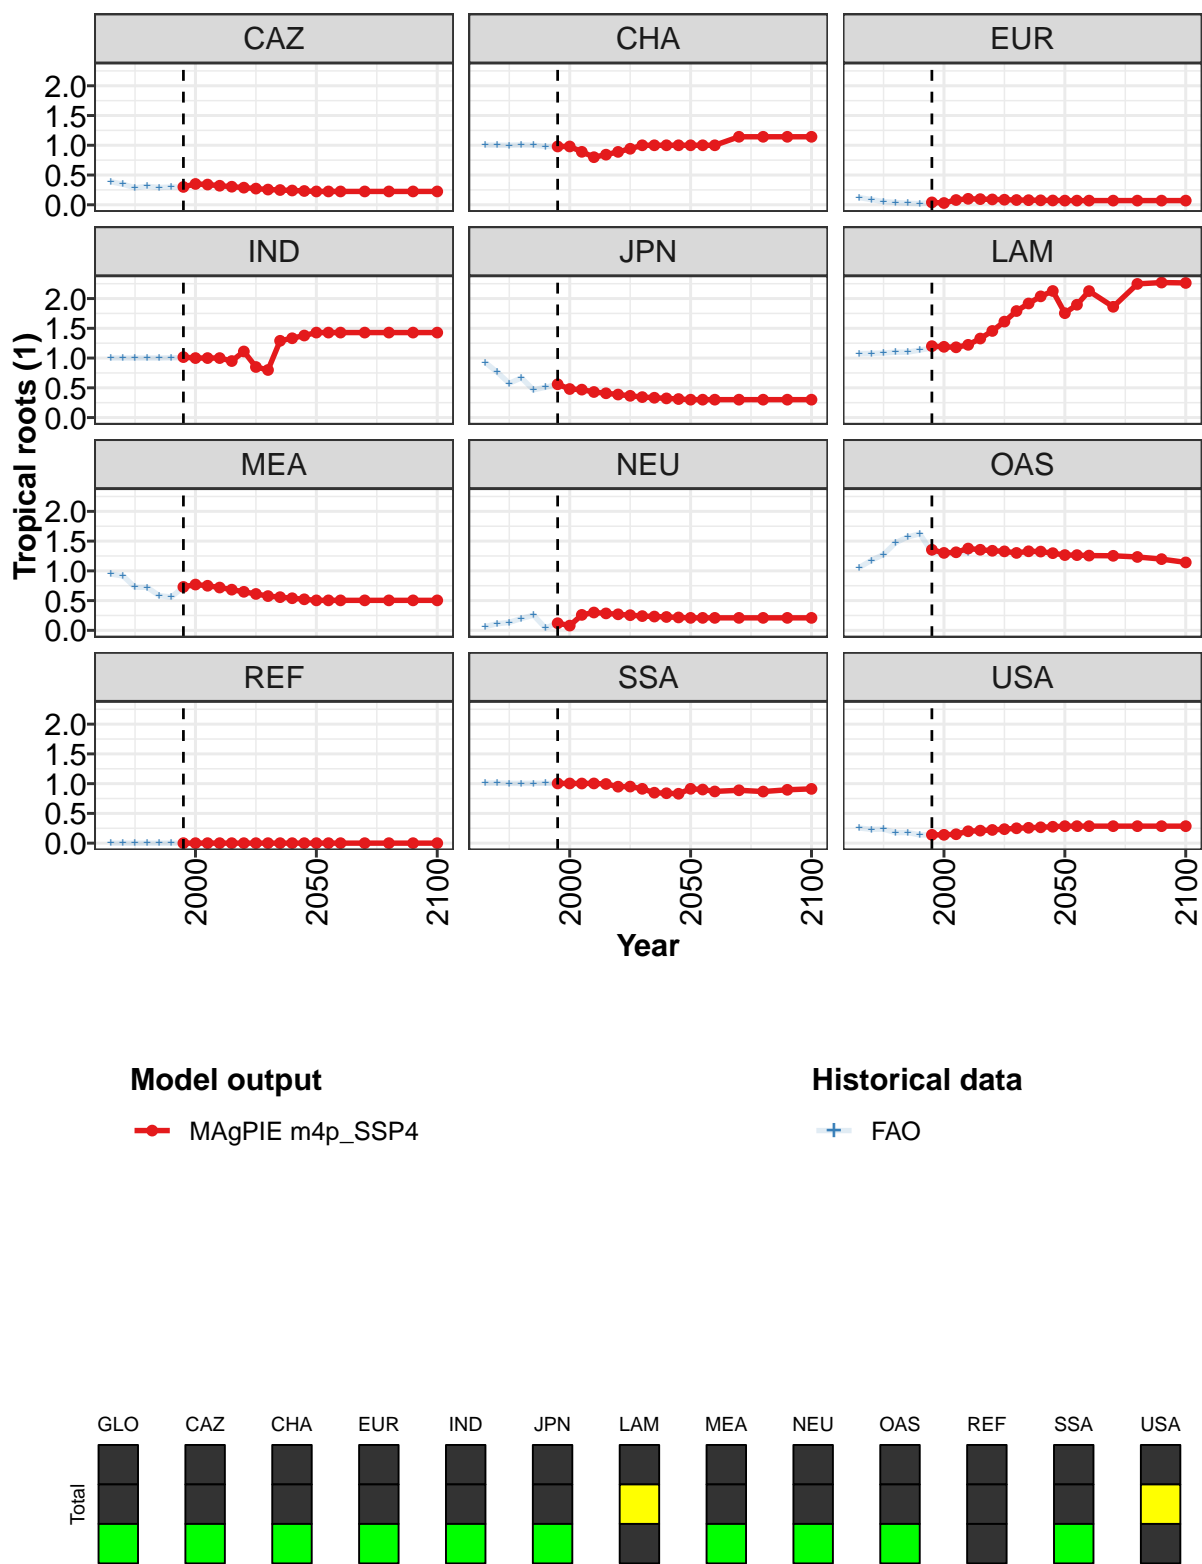 CAZ CHA EUR
2.0
1.5
1.0
0.5
0.0
IND JPN LAM
2.0
1.5
1.0
0.5
0.0
MEA NEU OAS
2.0
1.5
1.0
0.5
0.0
REF SSA USA
2.0
1.5
1.0
0.5
0.0
Tropical roots (1)
2000 2050 2100 2000 2050 2100 2000 2050 2100
Year
Model output Historical data
MAgPIE m4p_SSP4 FAO
GLO CAZ CHA EUR IND JPN LAM MEA NEU OAS REF SSA USA
Total